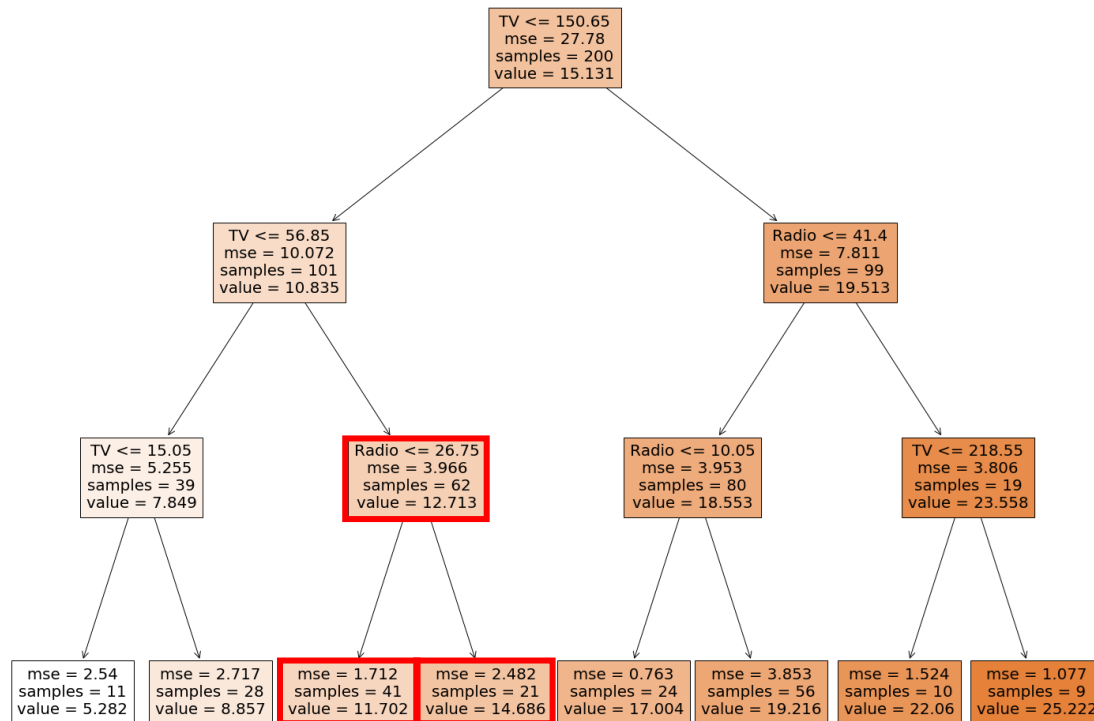 TV <= 150.65
mse = 27.78
samples = 200
value = 15.131
TV <= 56.85
mse = 10.072
samples = 101
value = 10.835
Radio <= 41.4
mse = 7.811
samples = 99
value = 19.513
TV <= 15.05
mse = 5.255
samples = 39
value = 7.849
Radio <= 26.75
mse = 3.966
samples = 62
value = 12.713
Radio <= 10.05
mse = 3.953
samples = 80
value = 18.553
TV <= 218.55
mse = 3.806
samples = 19
value = 23.558
mse = 2.54
samples = 11
value = 5.282
mse = 2.717
samples = 28
value = 8.857
mse = 1.712
samples = 41
value = 11.702
mse = 2.482
samples = 21
value = 14.686
mse = 0.763
samples = 24
value = 17.004
mse = 3.853
samples = 56
value = 19.216
mse = 1.524
samples = 10
value = 22.06
mse = 1.077
samples = 9
value = 25.222